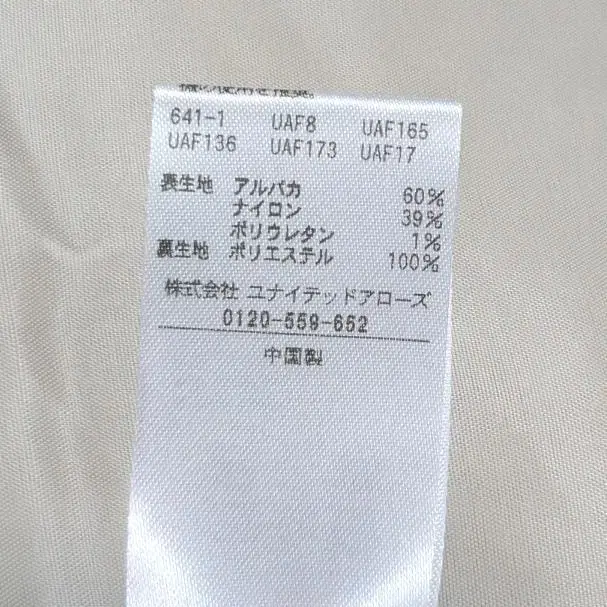 641-1 UAF8 UAF165
UAF136 UAF173 UAF17
表生地 アルパカ 60%
ナイロン 39%
ポリウレタン 1%
裏生地 ポリエステル 100%
株式会社 ユナイテッドアローズ
0120-559-652
中国製